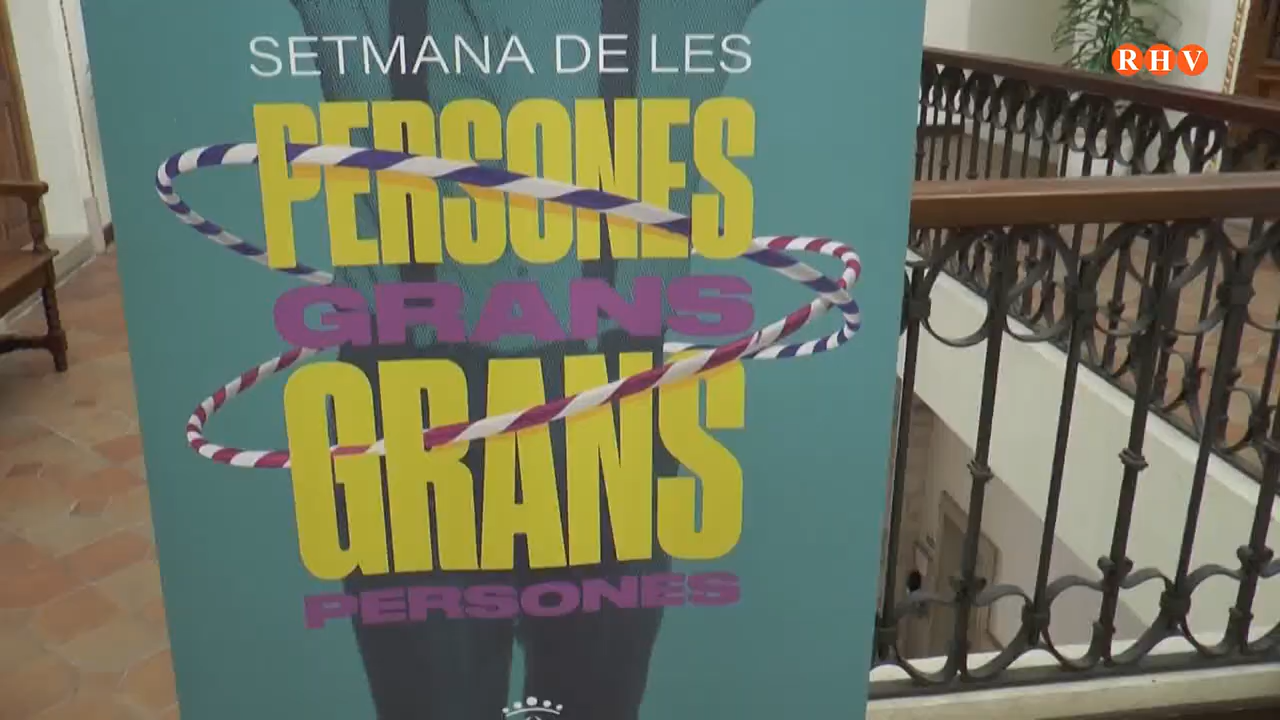 RHV
SETMANA DE LES
PERSONES
GRANS
GRANS
PERSONES